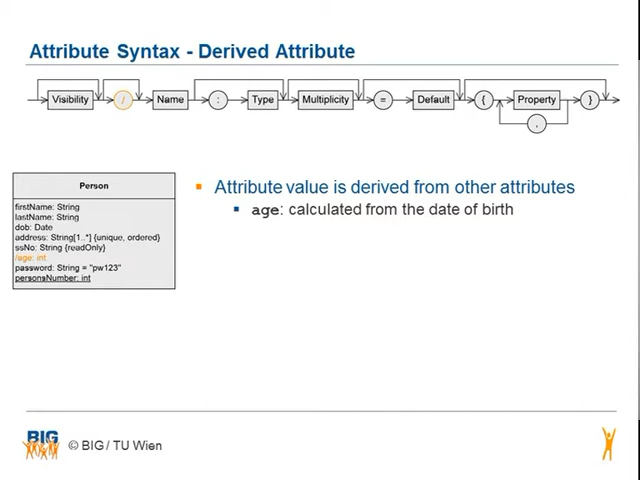 Attribute Syntax - Derived Attribute
Visibility / Name : Type Multiplicity = Default { Property }
,
Person
firstName: String
lastName: String
dob: Date
address: String[1..*] {unique, ordered}
ssNo: String {readOnly}
/age: int
password: String = "pw123"
personsNumber: int
Attribute value is derived from other attributes
age: calculated from the date of birth
BIG
© BIG / TU Wien